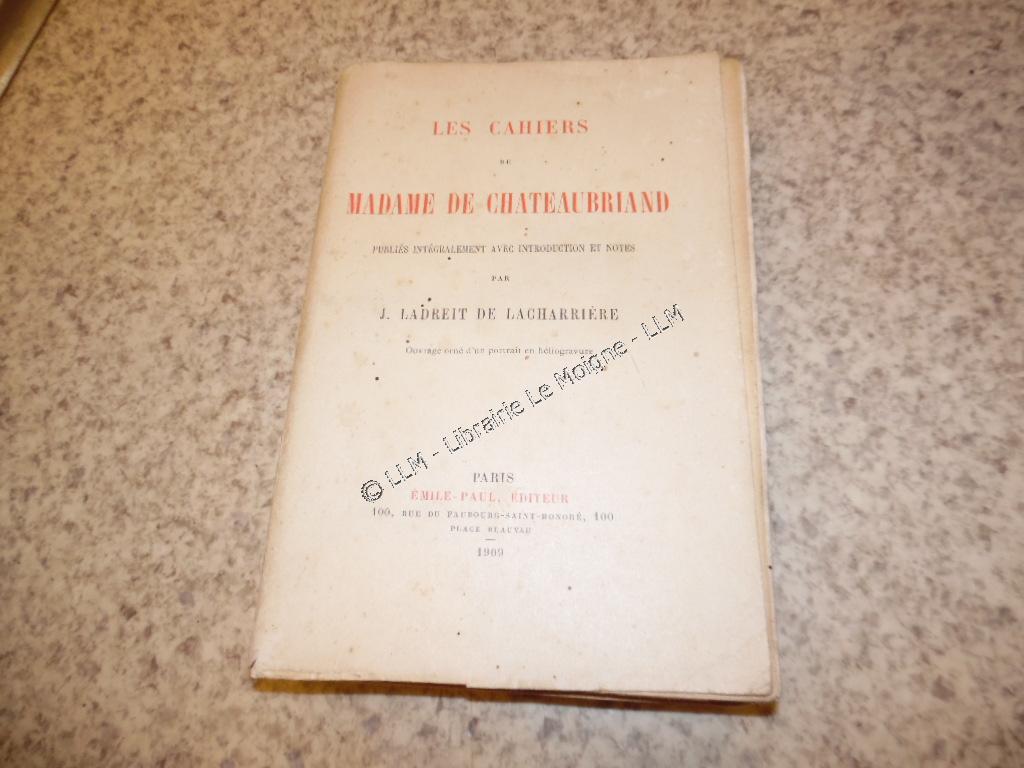 LES CAHIERS
DE
MADAME DE CHATEAUBRIAND
PUBLIÉS INTÉGRALEMENT AVEC INTRODUCTION ET NOTES
PAR
J. LADREIT DE LACHARRIÈRE
Ouvrage orné d'un portrait en héliogravure
© LLM - Librairie Le Moigne - LLM
PARIS
ÉMILE-PAUL, ÉDITEUR
100, RUE DU FAUBOURG-SAINT-HONORÉ, 100
PLACE BEAUVAU
1909